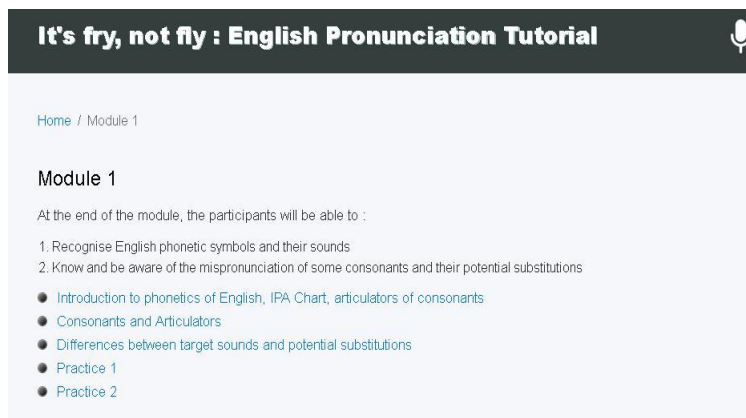 It's fry, not fly : English Pronunciation Tutorial
Home / Module 1
Module 1
At the end of the module, the participants will be able to :
1. Recognise English phonetic symbols and their sounds
2. Know and be aware of the mispronunciation of some consonants and their potential substitutions
Introduction to phonetics of English, IPA Chart, articulators of consonants
Consonants and Articulators
Differences between target sounds and potential substitutions
Practice 1
Practice 2